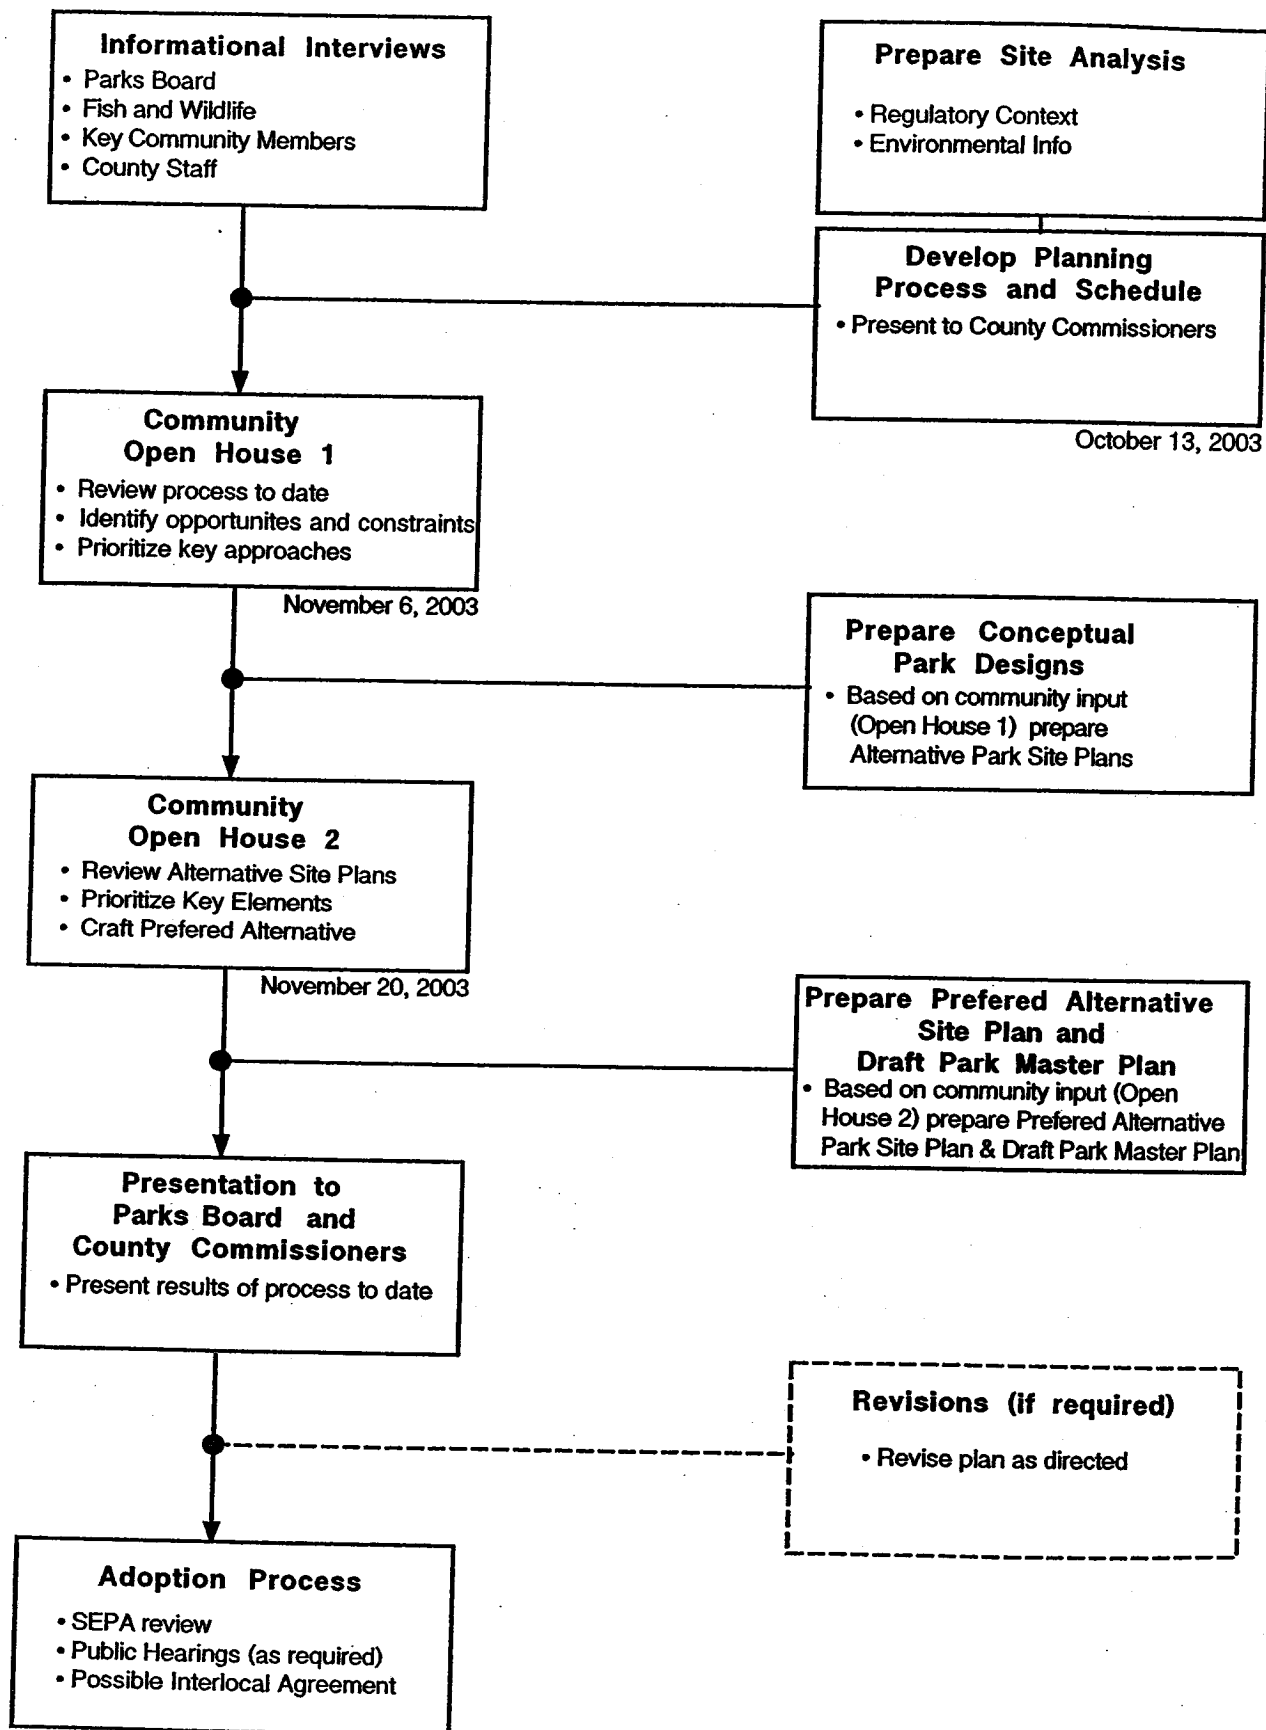 Informational Interviews
• Parks Board
• Fish and Wildlife
• Key Community Members
• County Staff
Prepare Site Analysis
• Regulatory Context
• Environmental Info
Develop Planning
Process and Schedule
• Present to County Commissioners
October 13, 2003
Community
Open House 1
• Review process to date
• Identify opportunites and constraints
• Prioritize key approaches
November 6, 2003
Prepare Conceptual
Park Designs
• Based on community input
(Open House 1) prepare
Alternative Park Site Plans
Community
Open House 2
• Review Alternative Site Plans
• Prioritize Key Elements
• Craft Prefered Alternative
November 20, 2003
Prepare Prefered Alternative
Site Plan and
Draft Park Master Plan
• Based on community input (Open
House 2) prepare Prefered Alternative
Park Site Plan & Draft Park Master Plan
Presentation to
Parks Board and
County Commissioners
• Present results of process to date
Revisions (if required)
• Revise plan as directed
Adoption Process
• SEPA review
• Public Hearings (as required)
• Possible Interlocal Agreement